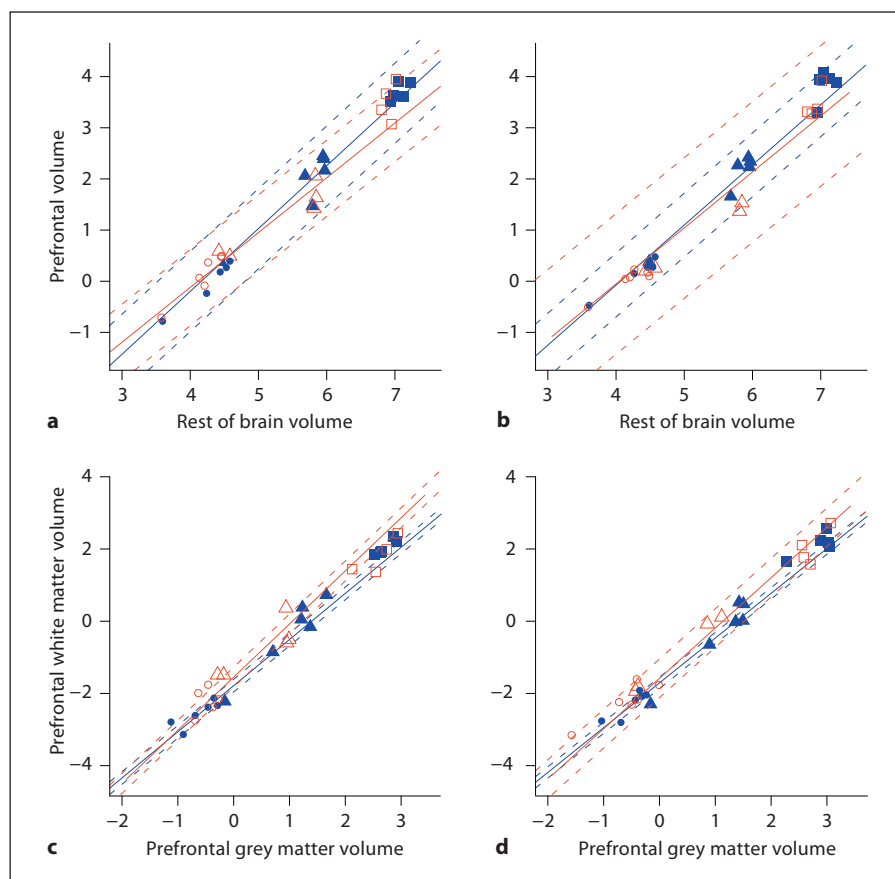 Prefrontal volume
4
3
2
1
0
−1
3 4 5 6 7
Rest of brain volume
a
4
3
2
1
0
−1
3 4 5 6 7
Rest of brain volume
b
Prefrontal white matter volume
4
2
0
−2
−4
−2 −1 0 1 2 3
Prefrontal grey matter volume
c
4
2
0
−2
−4
−2 −1 0 1 2 3
Prefrontal grey matter volume
d